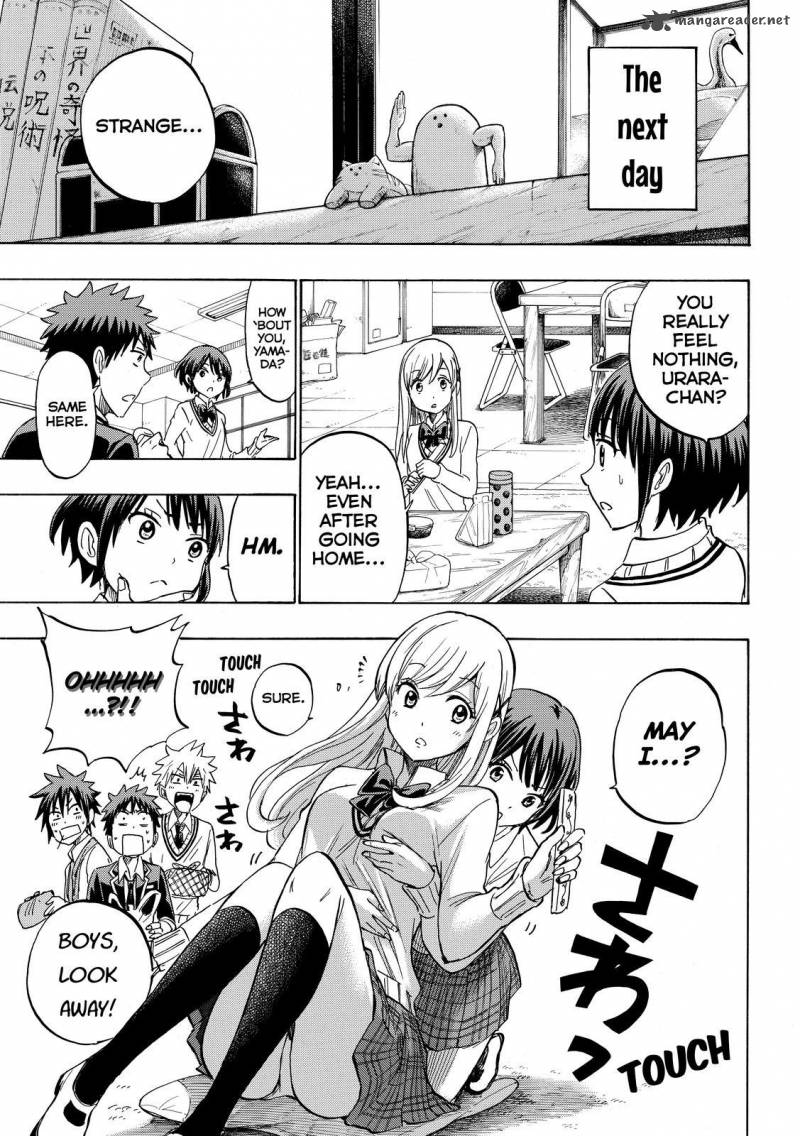 mangareader.net
The
next
day
STRANGE...
世界の奇怪
の呪術
伝説
YOU
REALLY
FEEL
NOTHING,
URARA-
CHAN?
YEAH...
EVEN
AFTER
GOING
HOME...
HOW
'BOUT
YOU,
YAMA-
DA?
SAME
HERE.
HM.
MAY
I...?
SURE.
TOUCH
TOUCH
さわ
さわ
OHHHHH
...?!!
さわっ
TOUCH
BOYS,
LOOK
AWAY!